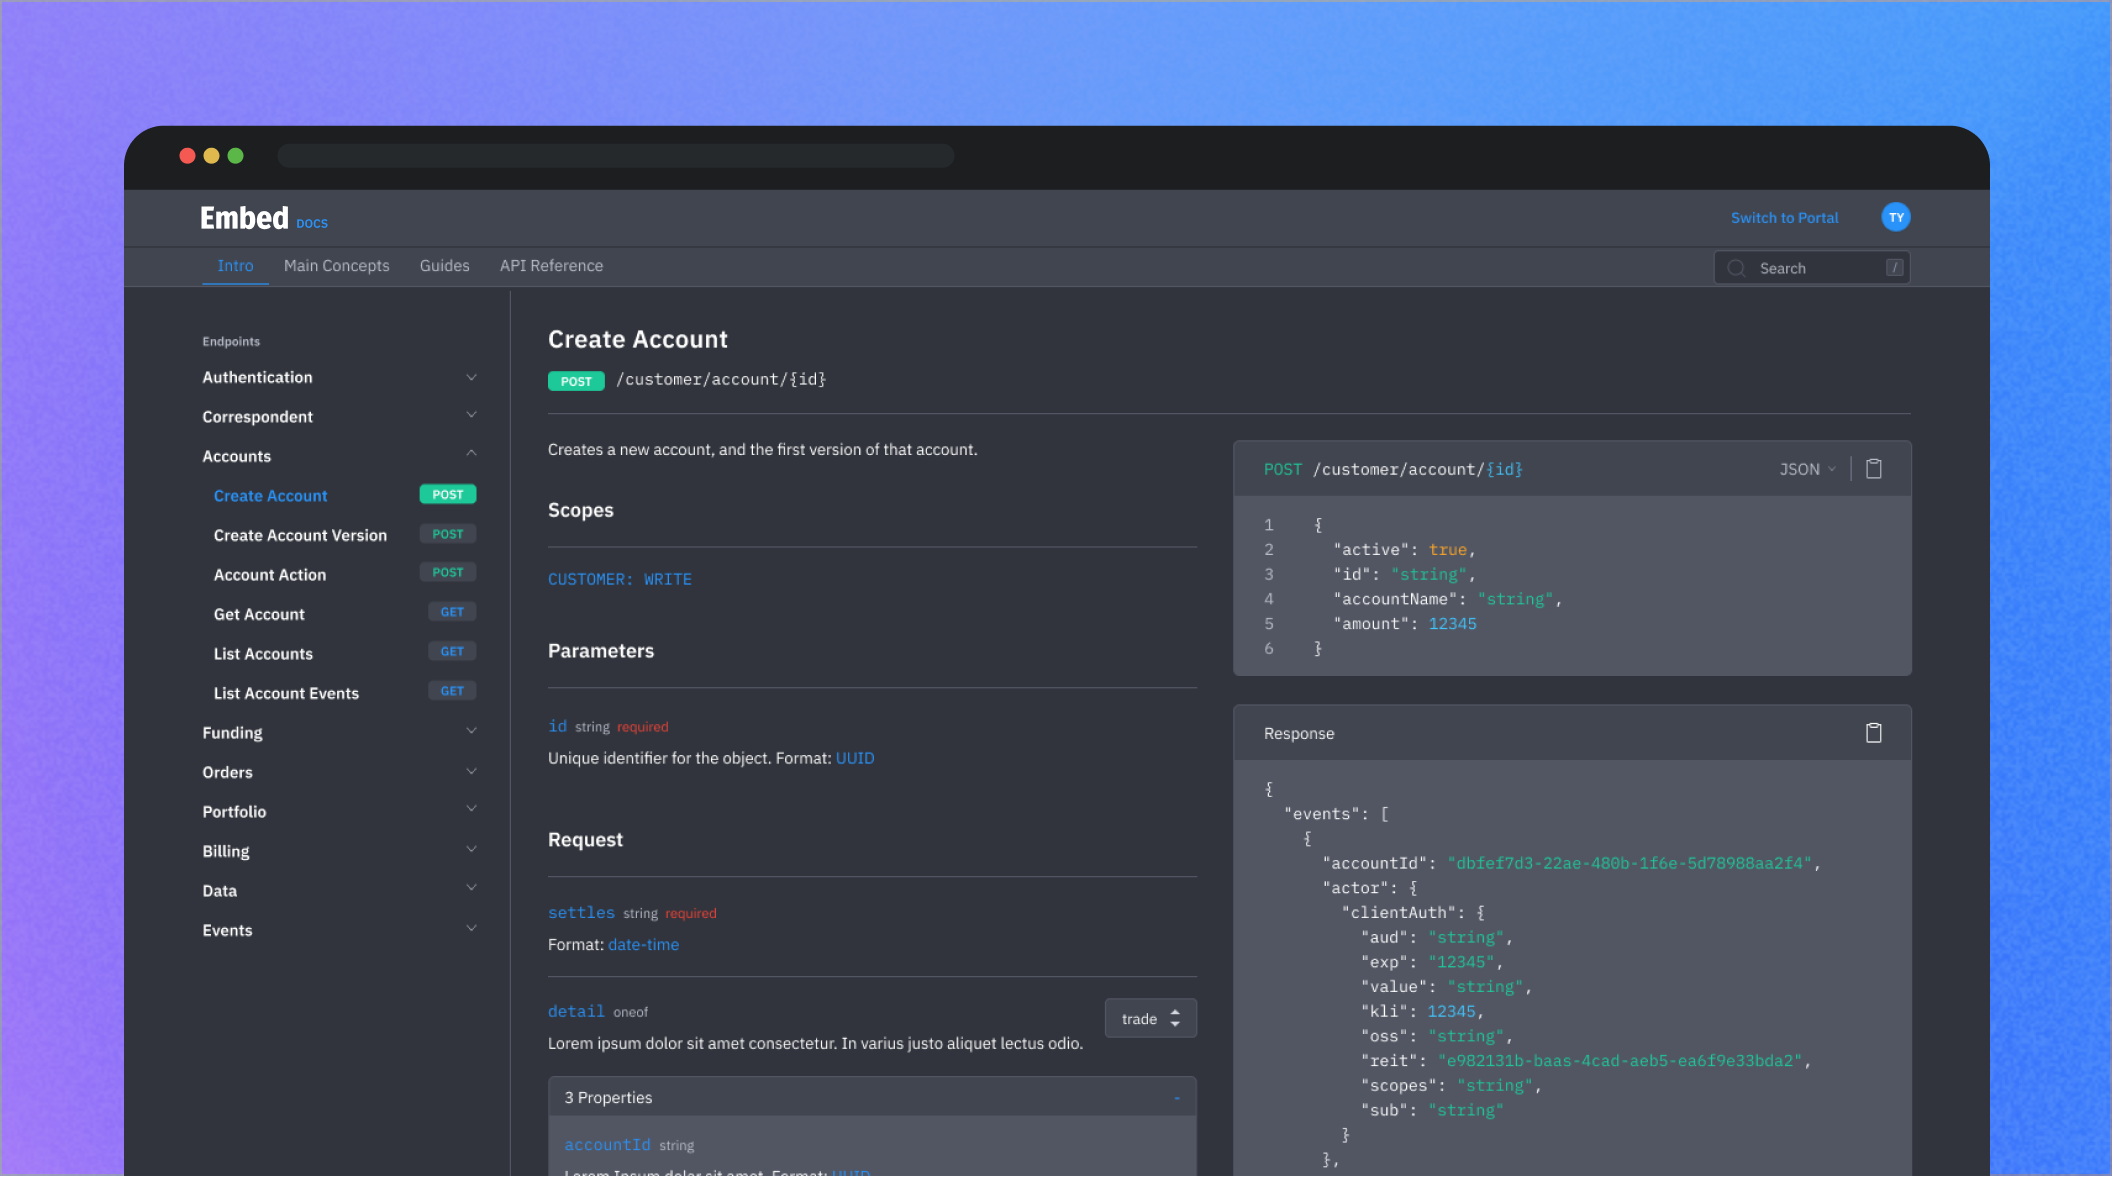 Embed DOCS
Switch to Portal
TY
Intro
Main Concepts
Guides
API Reference
Search /
Endpoints
Authentication
Correspondent
Accounts
Create Account POST
Create Account Version POST
Account Action POST
Get Account GET
List Accounts GET
List Account Events GET
Funding
Orders
Portfolio
Billing
Data
Events
Create Account
POST /customer/account/{id}
Creates a new account, and the first version of that account.
Scopes
CUSTOMER: WRITE
Parameters
id string required
Unique identifier for the object. Format: UUID
Request
settles string required
Format: date-time
detail oneof
trade
Lorem ipsum dolor sit amet consectetur. In varius justo aliquet lectus odio.
3 Properties -
accountId string
Lorem Ipsum dolor sit amet. Format: UUID
POST /customer/account/{id}
JSON
1 {
2 "active": true,
3 "id": "string",
4 "accountName": "string",
5 "amount": 12345
6 }
Response
{
"events": [
{
"accountId": "dbfef7d3-22ae-480b-1f6e-5d78988aa2f4",
"actor": {
"clientAuth": {
"aud": "string",
"exp": "12345",
"value": "string",
"kli": 12345,
"oss": "string",
"reit": "e982131b-baas-4cad-aeb5-ea6f9e33bda2",
"scopes": "string",
"sub": "string"
}
},